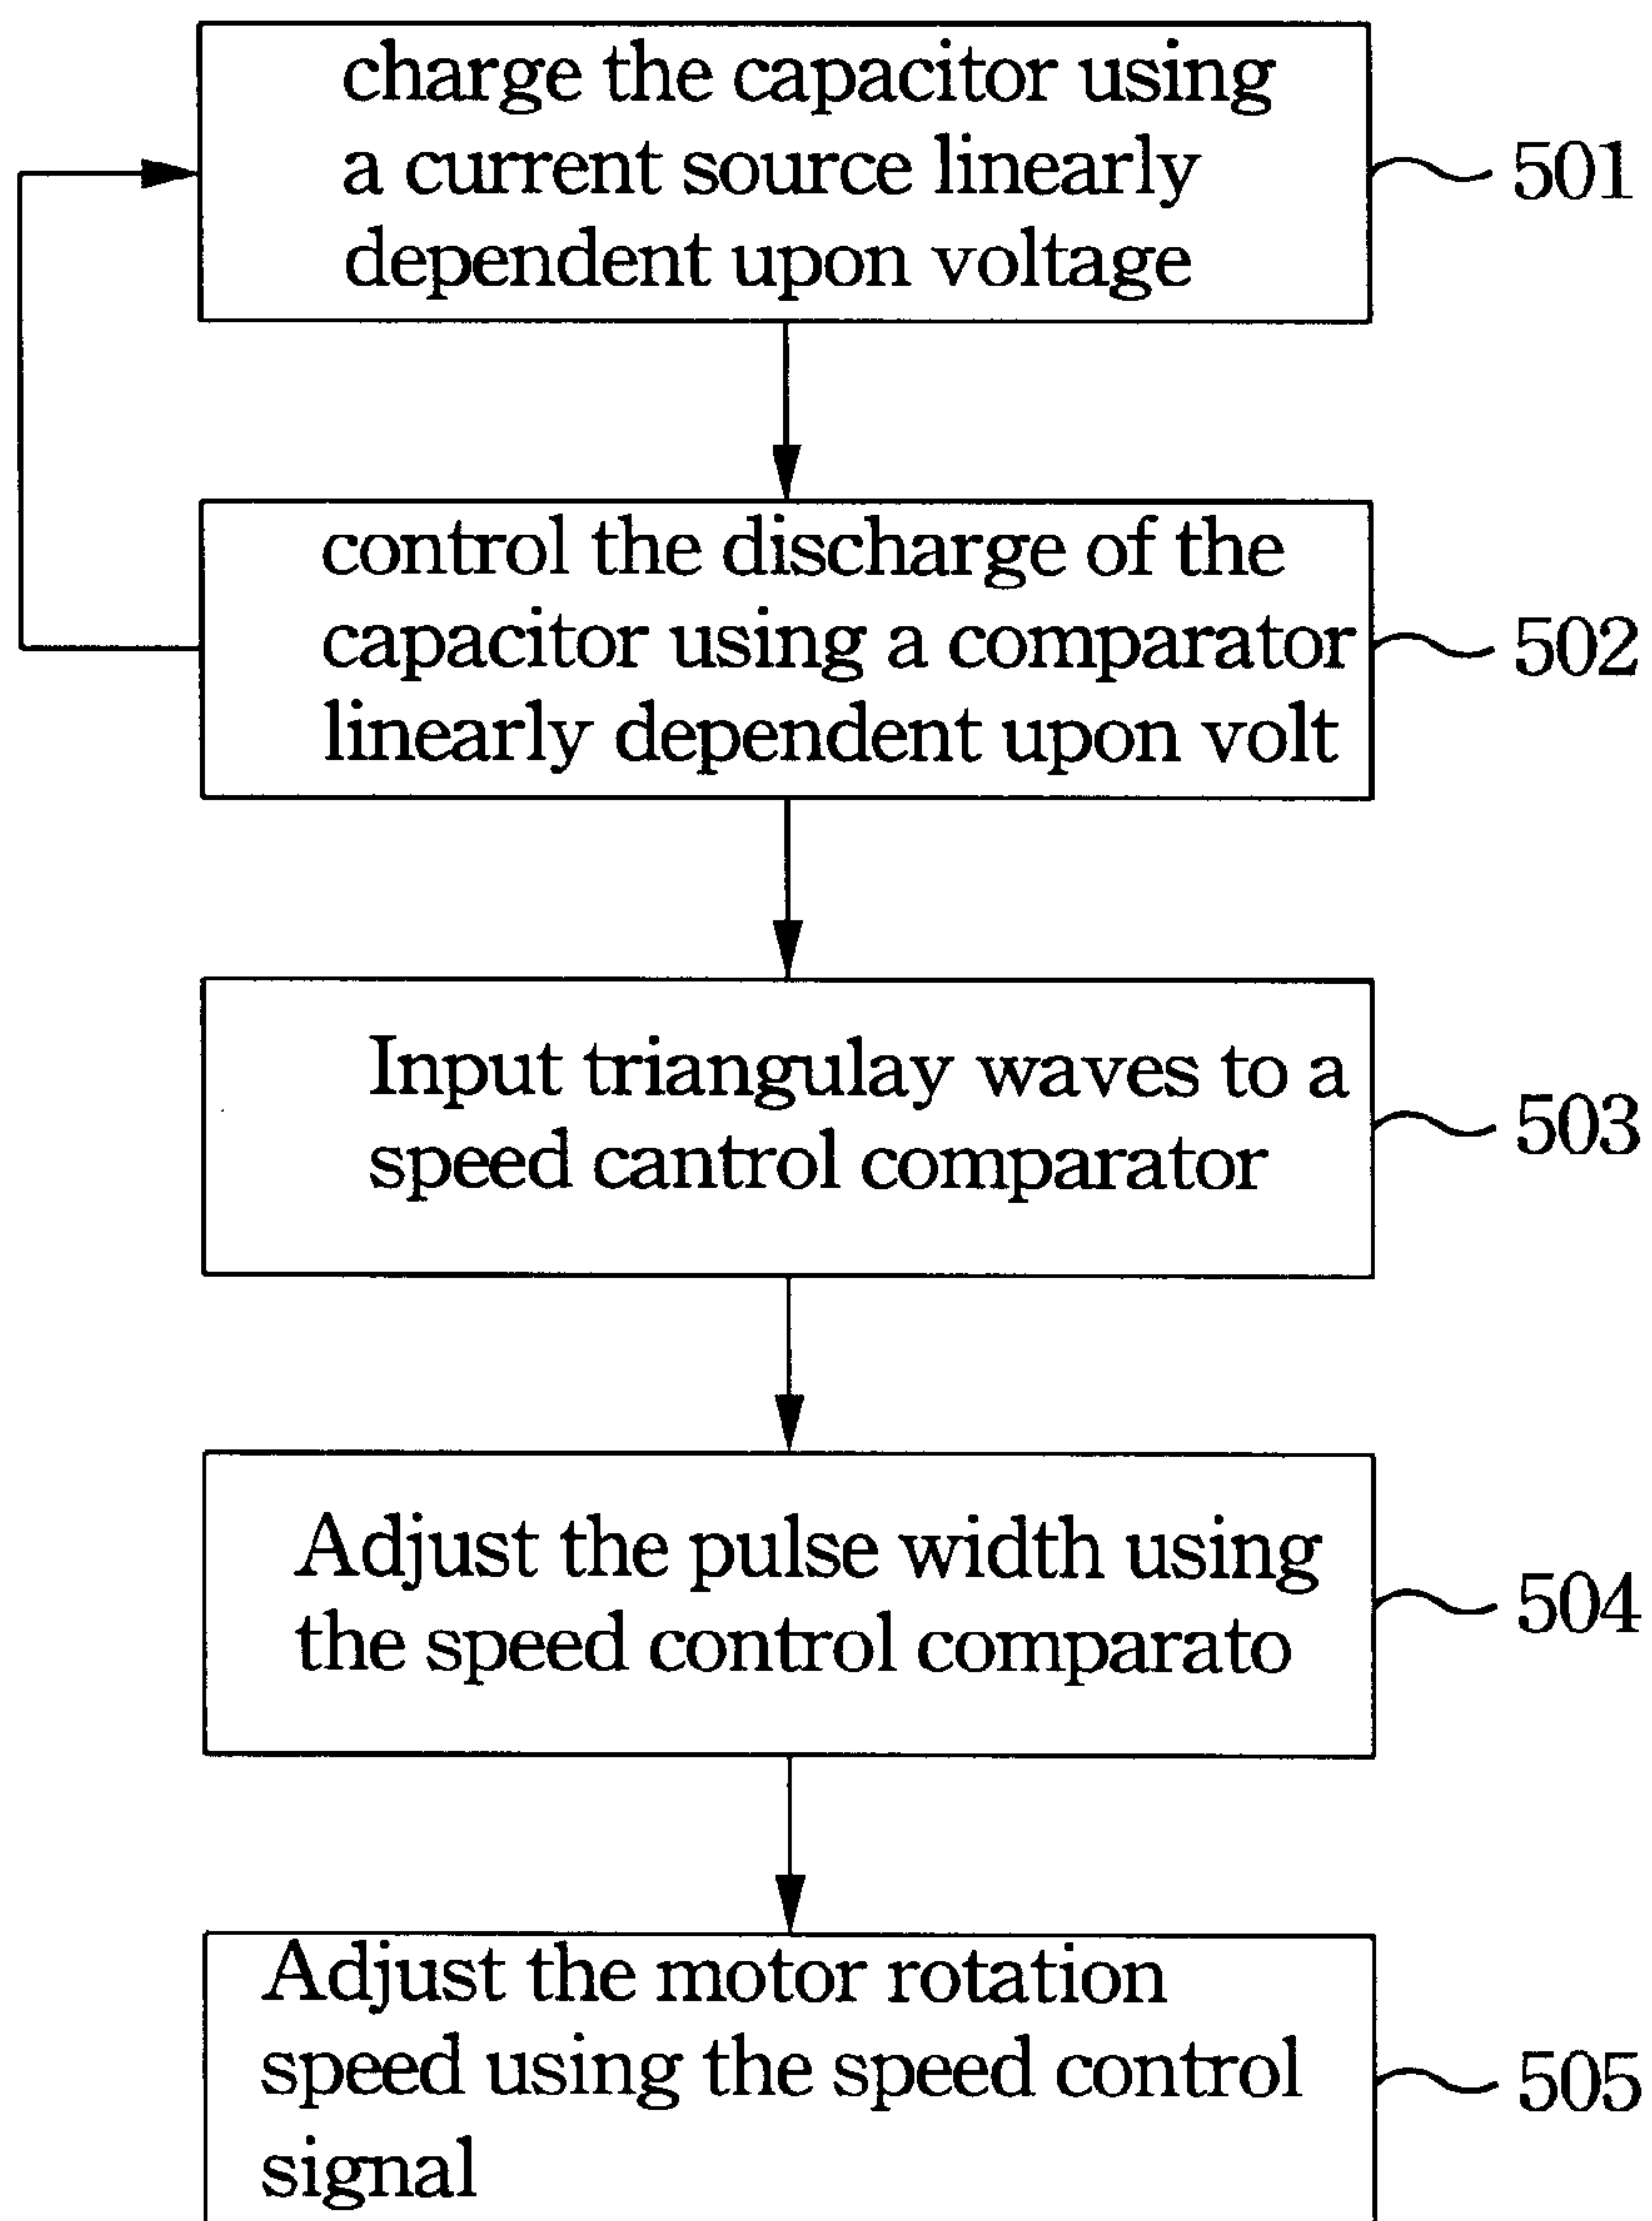 charge the capacitor using
a current source linearly
dependent upon voltage
501
control the discharge of the
capacitor using a comparator
linearly dependent upon volt
502
Input triangulay waves to a
speed cantrol comparator
503
Adjust the pulse width using
the speed control comparato
504
Adjust the motor rotation
speed using the speed control
signal
505